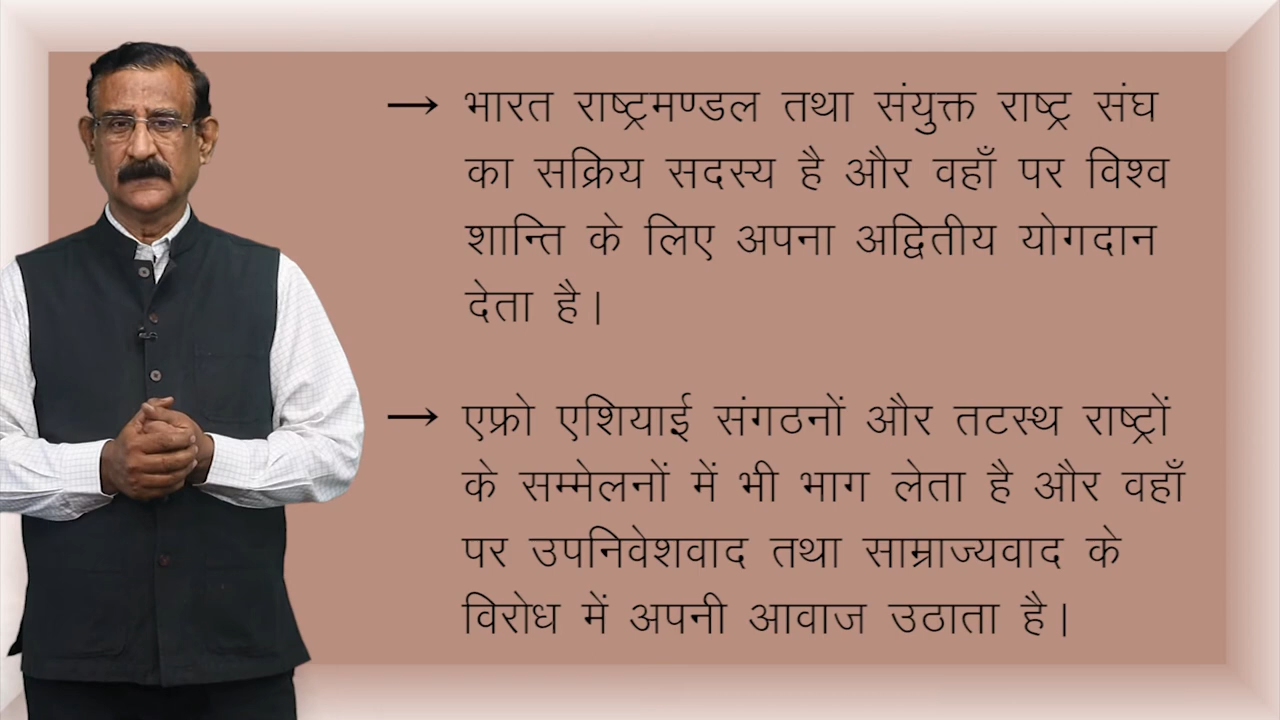 → भारत राष्ट्रमण्डल तथा संयुक्त राष्ट्र संघ
का सक्रिय सदस्य है और वहाँ पर विश्व
शान्ति के लिए अपना अद्वितीय योगदान
देता है।
→ एफ्रो एशियाई संगठनों और तटस्थ राष्ट्रों
के सम्मेलनों में भी भाग लेता है और वहाँ
पर उपनिवेशवाद तथा साम्राज्यवाद के
विरोध में अपनी आवाज उठाता है।